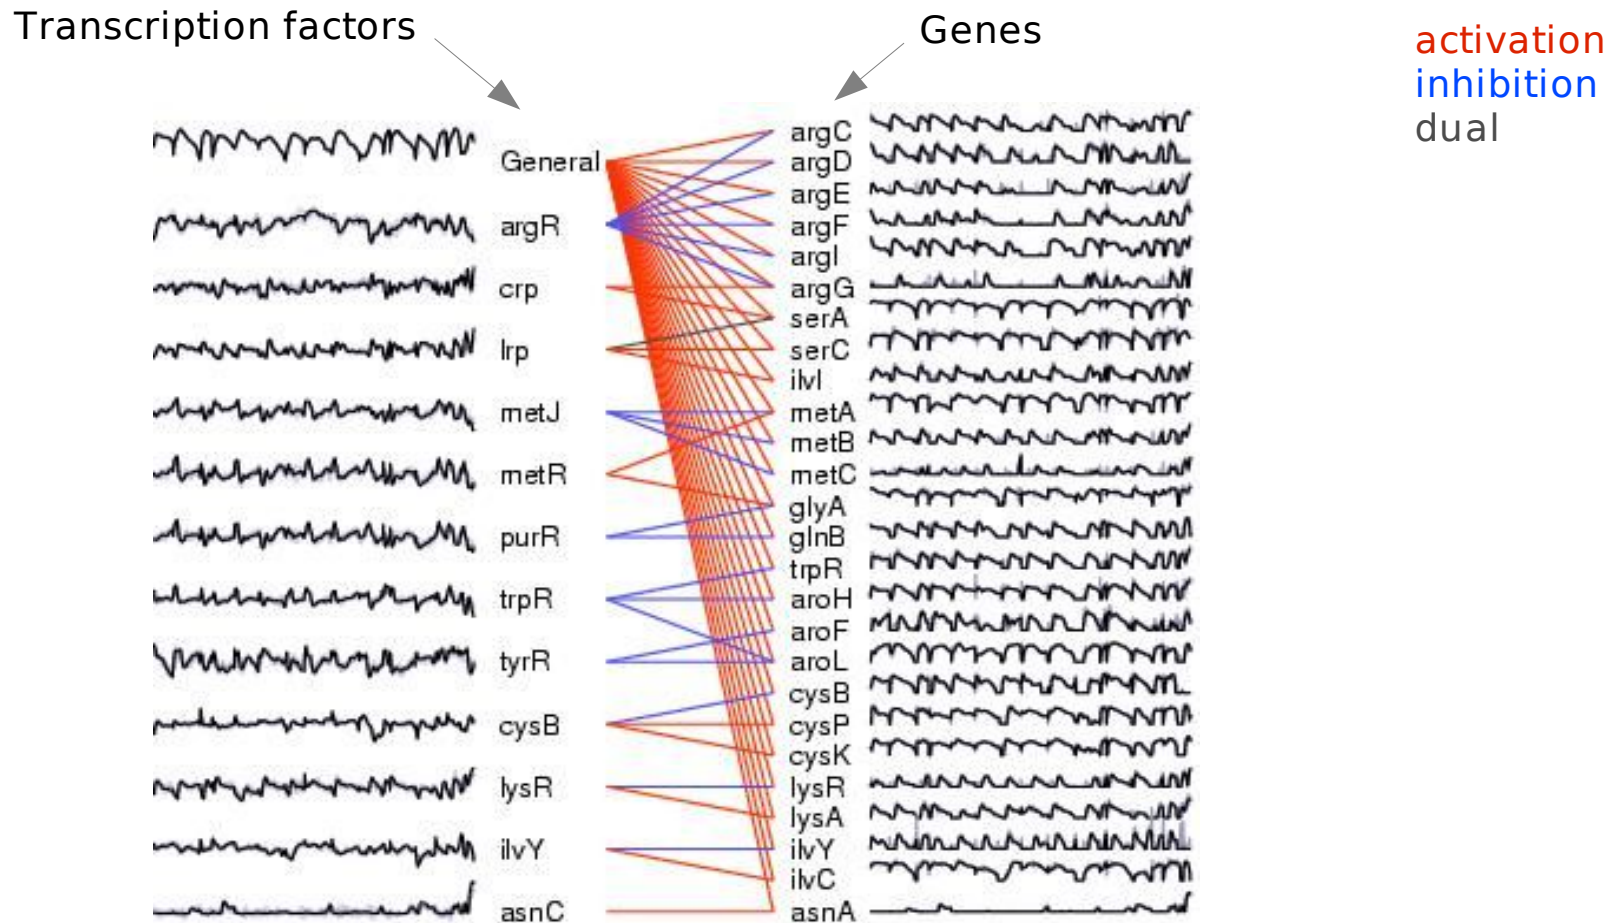 Transcription factors
Genes
activation
inhibition
dual
General
argR
crp
lrp
metJ
metR
purR
trpR
tyrR
cysB
lysR
ilvY
asnC
argC
argD
argE
argF
argI
argG
serA
serC
ilvI
metA
metB
metC
glyA
glnB
trpR
aroH
aroF
aroL
cysB
cysP
cysK
lysR
lysA
ilvY
ilvC
asnA